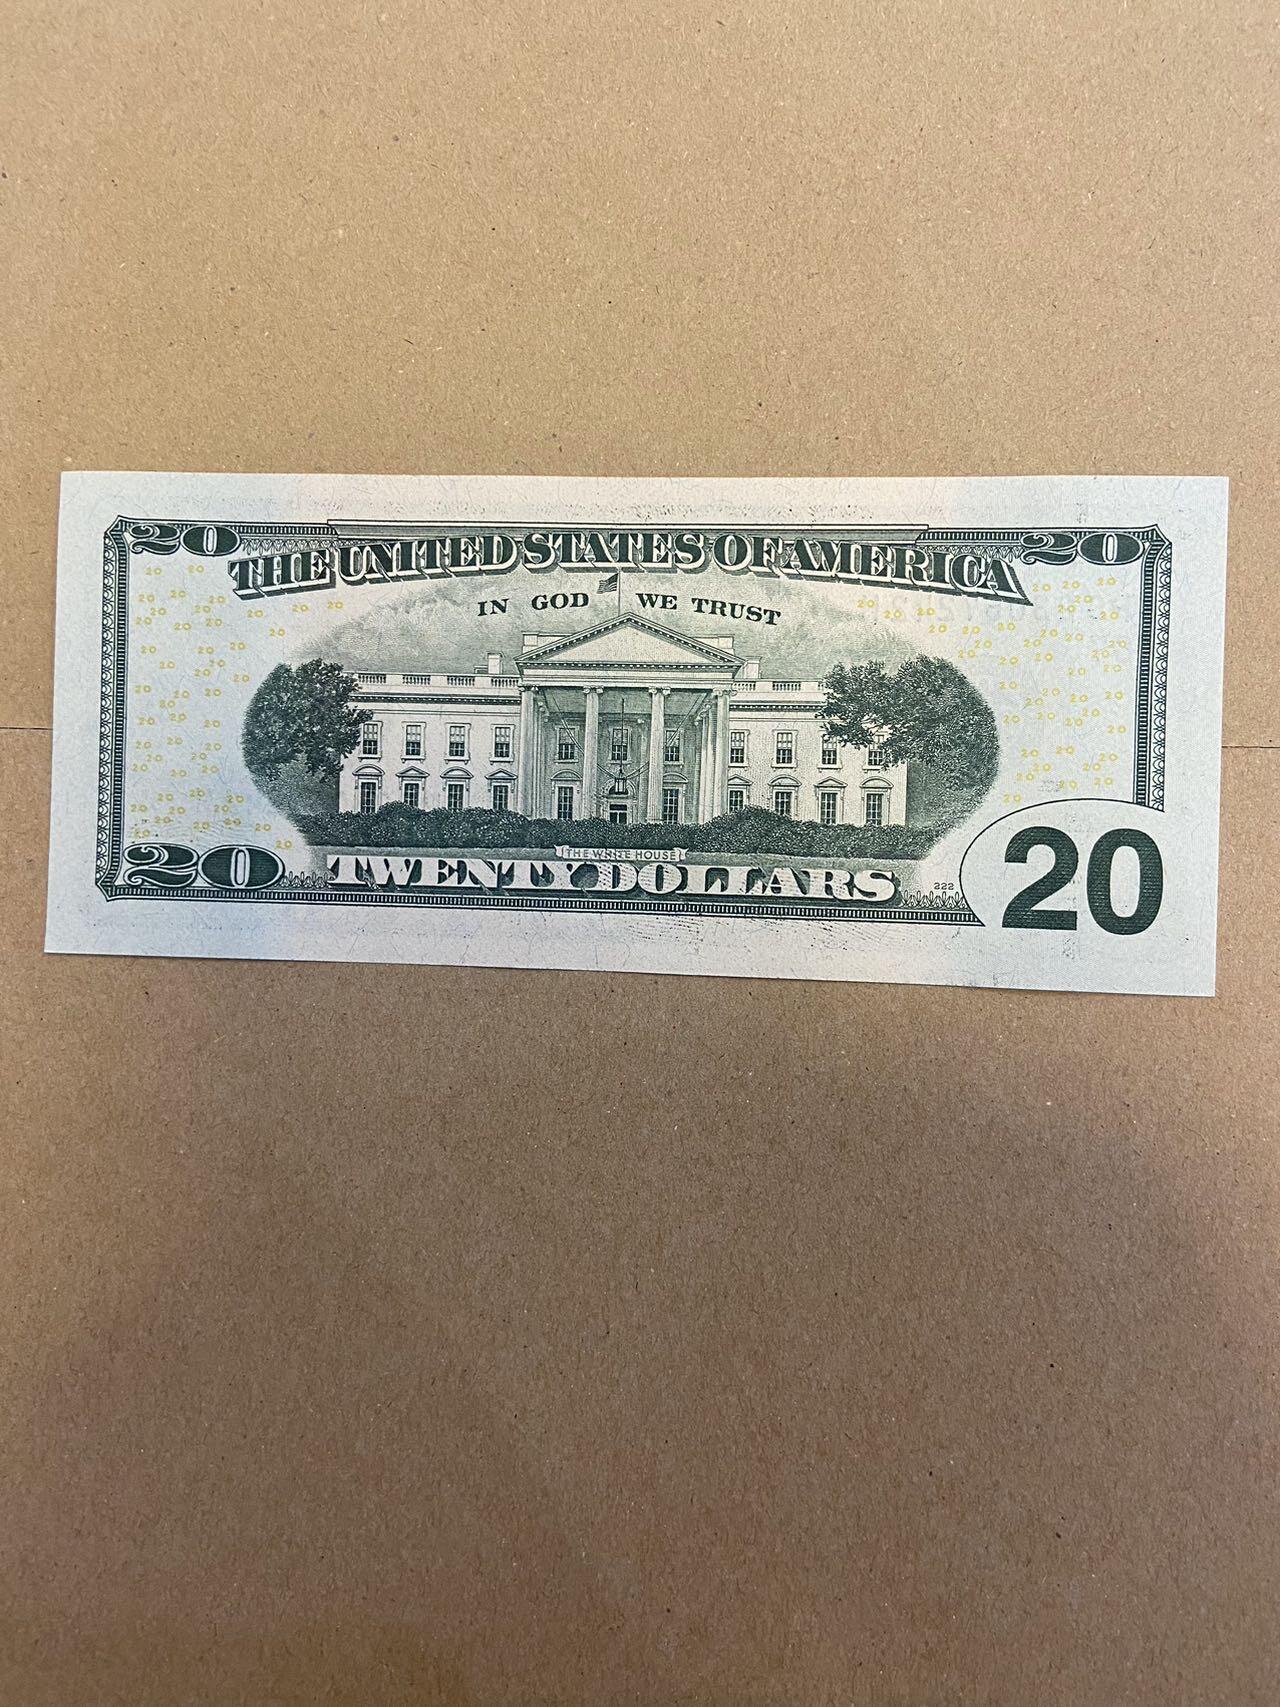 20 20
THE UNITED STATES OF AMERICA
IN GOD WE TRUST
THE WHITE HOUSE
20 TWENTY DOLLARS 222 20